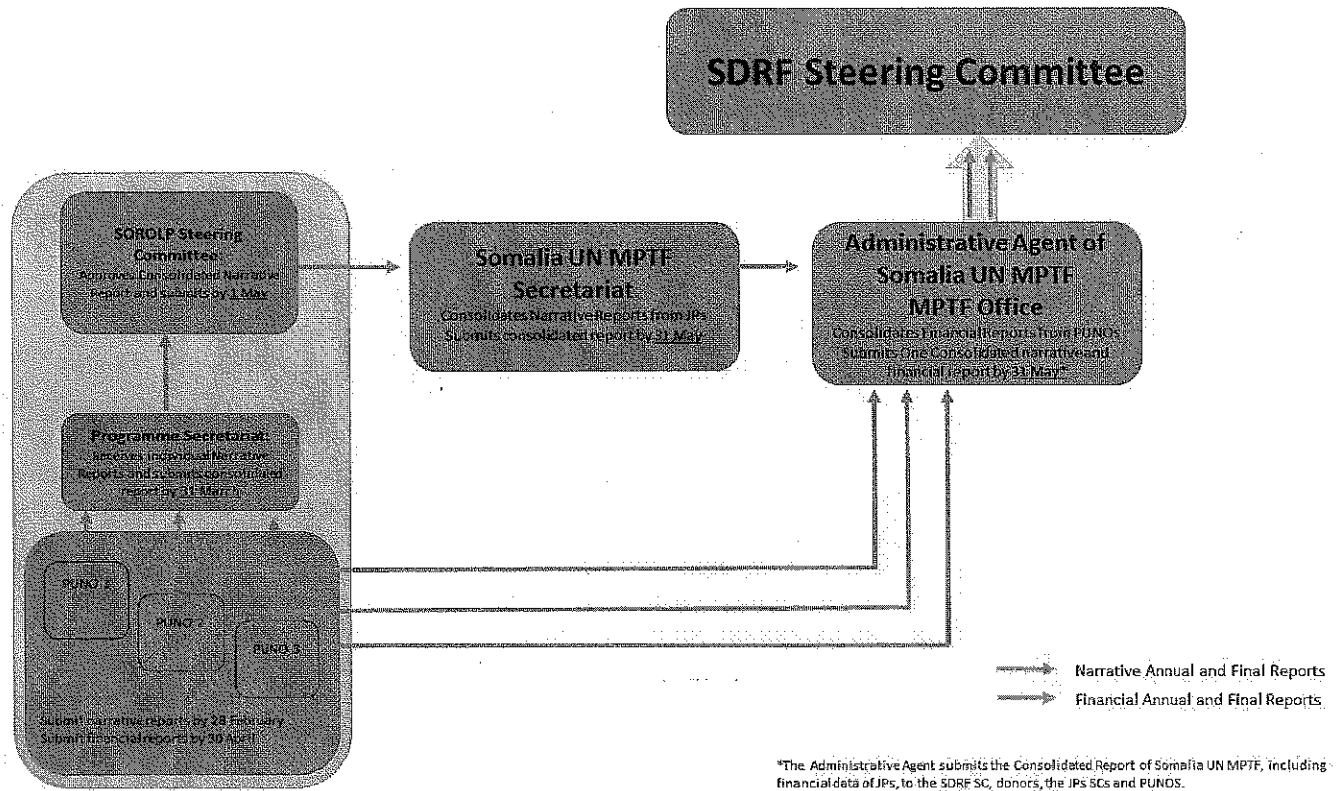 SDRF Steering Committee
SOROLP Steering
Committee:
Approves Consolidated Narrative
Report and submits by 1 May
Somalia UN MPTF
Secretariat
Consolidates Narrative Reports from JPs
Submits consolidated report by 31 May
Administrative Agent of
Somalia UN MPTF
MPTF Office
Consolidates Financial Reports from PUNOs
Submits One Consolidated narrative and
financial report by 31 May*
Programme Secretariat:
Receives individual Narrative
Reports and submits consolidated
report by 31 March
PUNO 1
PUNO 2
PUNO 3
Submit narrative reports by 28 February
Submit financial reports by 30 April
Narrative Annual and Final Reports
Financial Annual and Final Reports
*The Administrative Agent submits the Consolidated Report of Somalia UN MPTF, including
financial data of JPs, to the SDRF SC, donors, the JPs SCs and PUNOS.